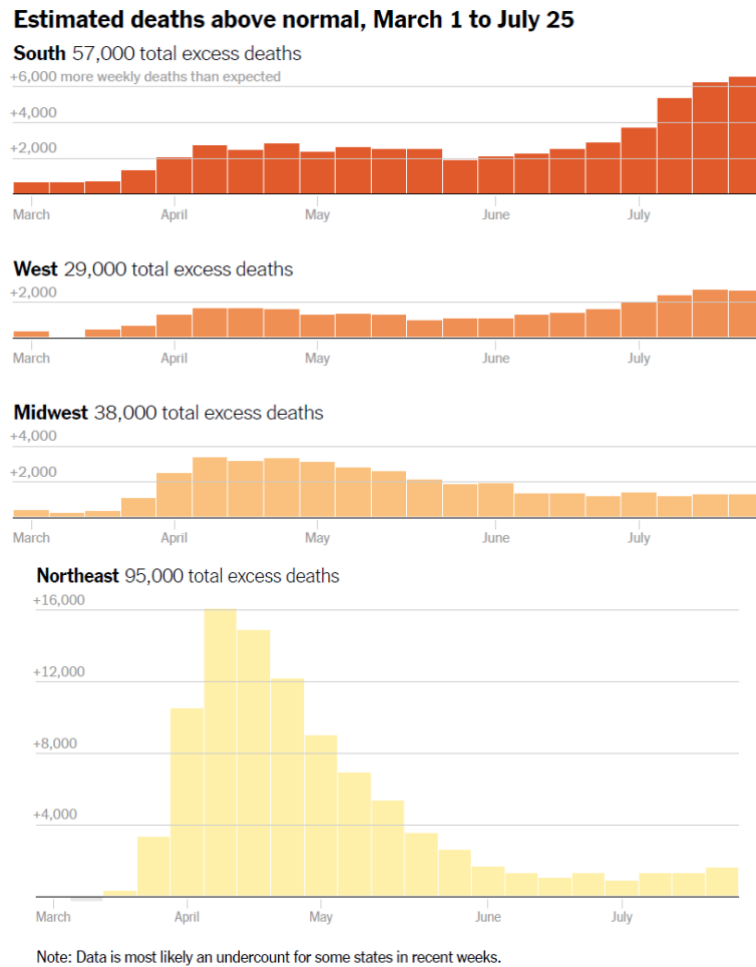 Estimated deaths above normal, March 1 to July 25
South 57,000 total excess deaths
+6,000 more weekly deaths than expected
+4,000
+2,000
March April May June July
West 29,000 total excess deaths
+2,000
March April May June July
Midwest 38,000 total excess deaths
+4,000
+2,000
March April May June July
Northeast 95,000 total excess deaths
+16,000
+12,000
+8,000
+4,000
March April May June July
Note: Data is most likely an undercount for some states in recent weeks.